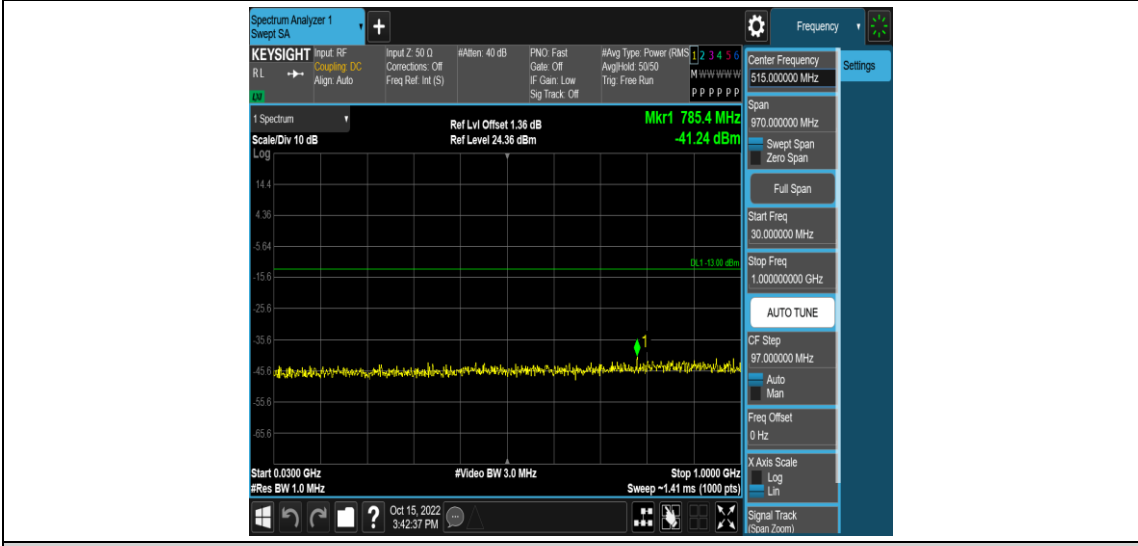 Spectrum Analyzer 1
Swept SA
+
Frequency
KEYSIGHT
RL
LW
Input: RF
Coupling: DC
Align: Auto
Input Z: 50 Ω
Corrections: Off
Freq Ref: Int (S)
#Atten: 40 dB
PNO: Fast
Gate: Off
IF Gain: Low
Sig Track: Off
#Avg Type: Power (RMS
Avg|Hold: 50/50
Trig: Free Run
1 2 3 4 5 6
M W W W W W
P P P P P P
1 Spectrum
Scale/Div 10 dB
Log
Ref Lvl Offset 1.36 dB
Ref Level 24.36 dBm
Mkr1 785.4 MHz
-41.24 dBm
14.4
4.36
-5.64
-15.6
-25.6
-35.6
-45.6
-55.6
-65.6
DL1 -13.00 dBm
1
Start 0.0300 GHz
#Res BW 1.0 MHz
#Video BW 3.0 MHz
Stop 1.0000 GHz
Sweep ~1.41 ms (1000 pts)
?
Oct 15, 2022
3:42:37 PM
Center Frequency
515.000000 MHz
Settings
Span
970.000000 MHz
Swept Span
Zero Span
Full Span
Start Freq
30.000000 MHz
Stop Freq
1.000000000 GHz
AUTO TUNE
CF Step
97.000000 MHz
Auto
Man
Freq Offset
0 Hz
X Axis Scale
Log
Lin
Signal Track
(Span Zoom)